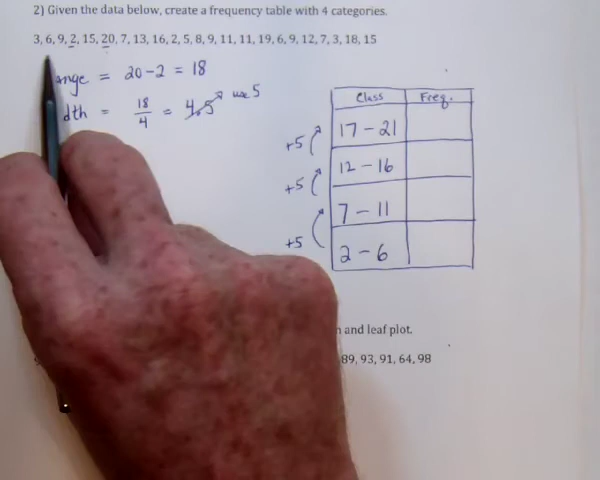 2) Given the data below, create a frequency table with 4 categories.
3, 6, 9, 2, 15, 20, 7, 13, 16, 2, 5, 8, 9, 11, 11, 19, 6, 9, 12, 7, 3, 18, 15
ange = 20 - 2 = 18
dth = 18/4 = 4.5 use 5
Class Freq.
+5 17 - 21
+5 12 - 16
+5 7 - 11
2 - 6
and leaf plot.
89, 93, 91, 64, 98